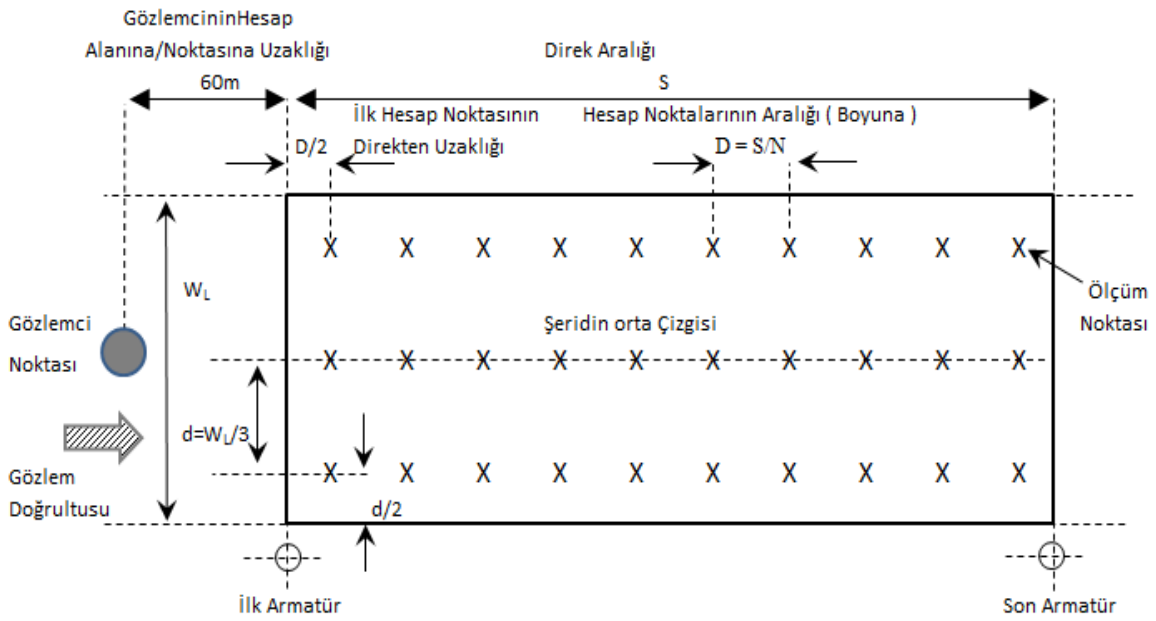 GözlemcininHesap
Alanına/Noktasına Uzaklığı
60m
Direk Aralığı
S
İlk Hesap Noktasının
Direkten Uzaklığı
Hesap Noktalarının Aralığı ( Boyuna )
D/2
D = S/N
X X X X X X X X X X
W_L
Ölçüm
Noktası
Gözlemci
Noktası
Şeridin orta Çizgisi
X X X X X X X X X X
d=W_L/3
X X X X X X X X X X
Gözlem
Doğrultusu
d/2
İlk Armatür
Son Armatür